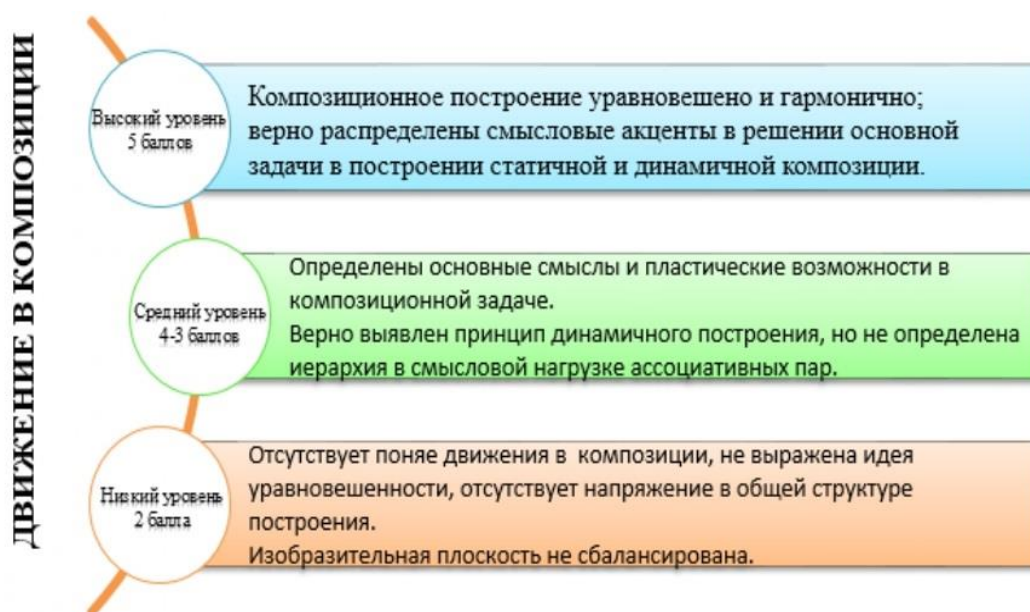 ДВИЖЕНИЕ В КОМПОЗИЦИИ
Высокий уровень
5 баллов
Композиционное построение уравновешено и гармонично;
верно распределены смысловые акценты в решении основной
задачи в построении статичной и динамичной композиции.
Средний уровень
4-3 баллов
Определены основные смыслы и пластические возможности в
композиционной задаче.
Верно выявлен принцип динамичного построения, но не определена
иерархия в смысловой нагрузке ассоциативных пар.
Низкий уровень
2 балла
Отсутствует поняе движения в композиции, не выражена идея
уравновешенности, отсутствует напряжение в общей структуре
построения.
Изобразительная плоскость не сбалансирована.